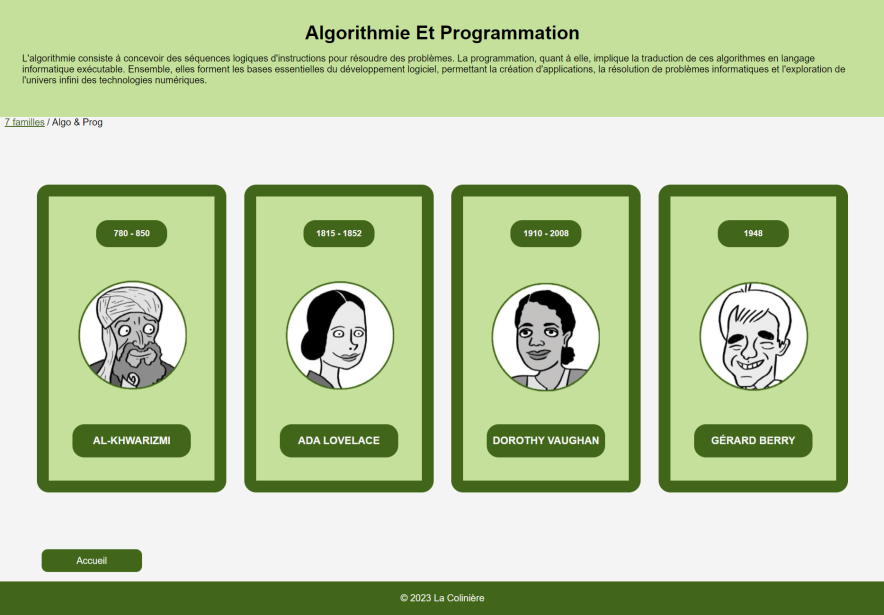 Algorithmie Et Programmation
L'algorithmie consiste à concevoir des séquences logiques d'instructions pour résoudre des problèmes. La programmation, quant à elle, implique la traduction de ces algorithmes en langage
informatique exécutable. Ensemble, elles forment les bases essentielles du développement logiciel, permettant la création d'applications, la résolution de problèmes informatiques et l'exploration de
l'univers infini des technologies numériques.
7 familles / Algo & Prog
780 - 850
1815 - 1852
1910 - 2008
1948
AL-KHWARIZMI
ADA LOVELACE
DOROTHY VAUGHAN
GÉRARD BERRY
Accueil
© 2023 La Colinière